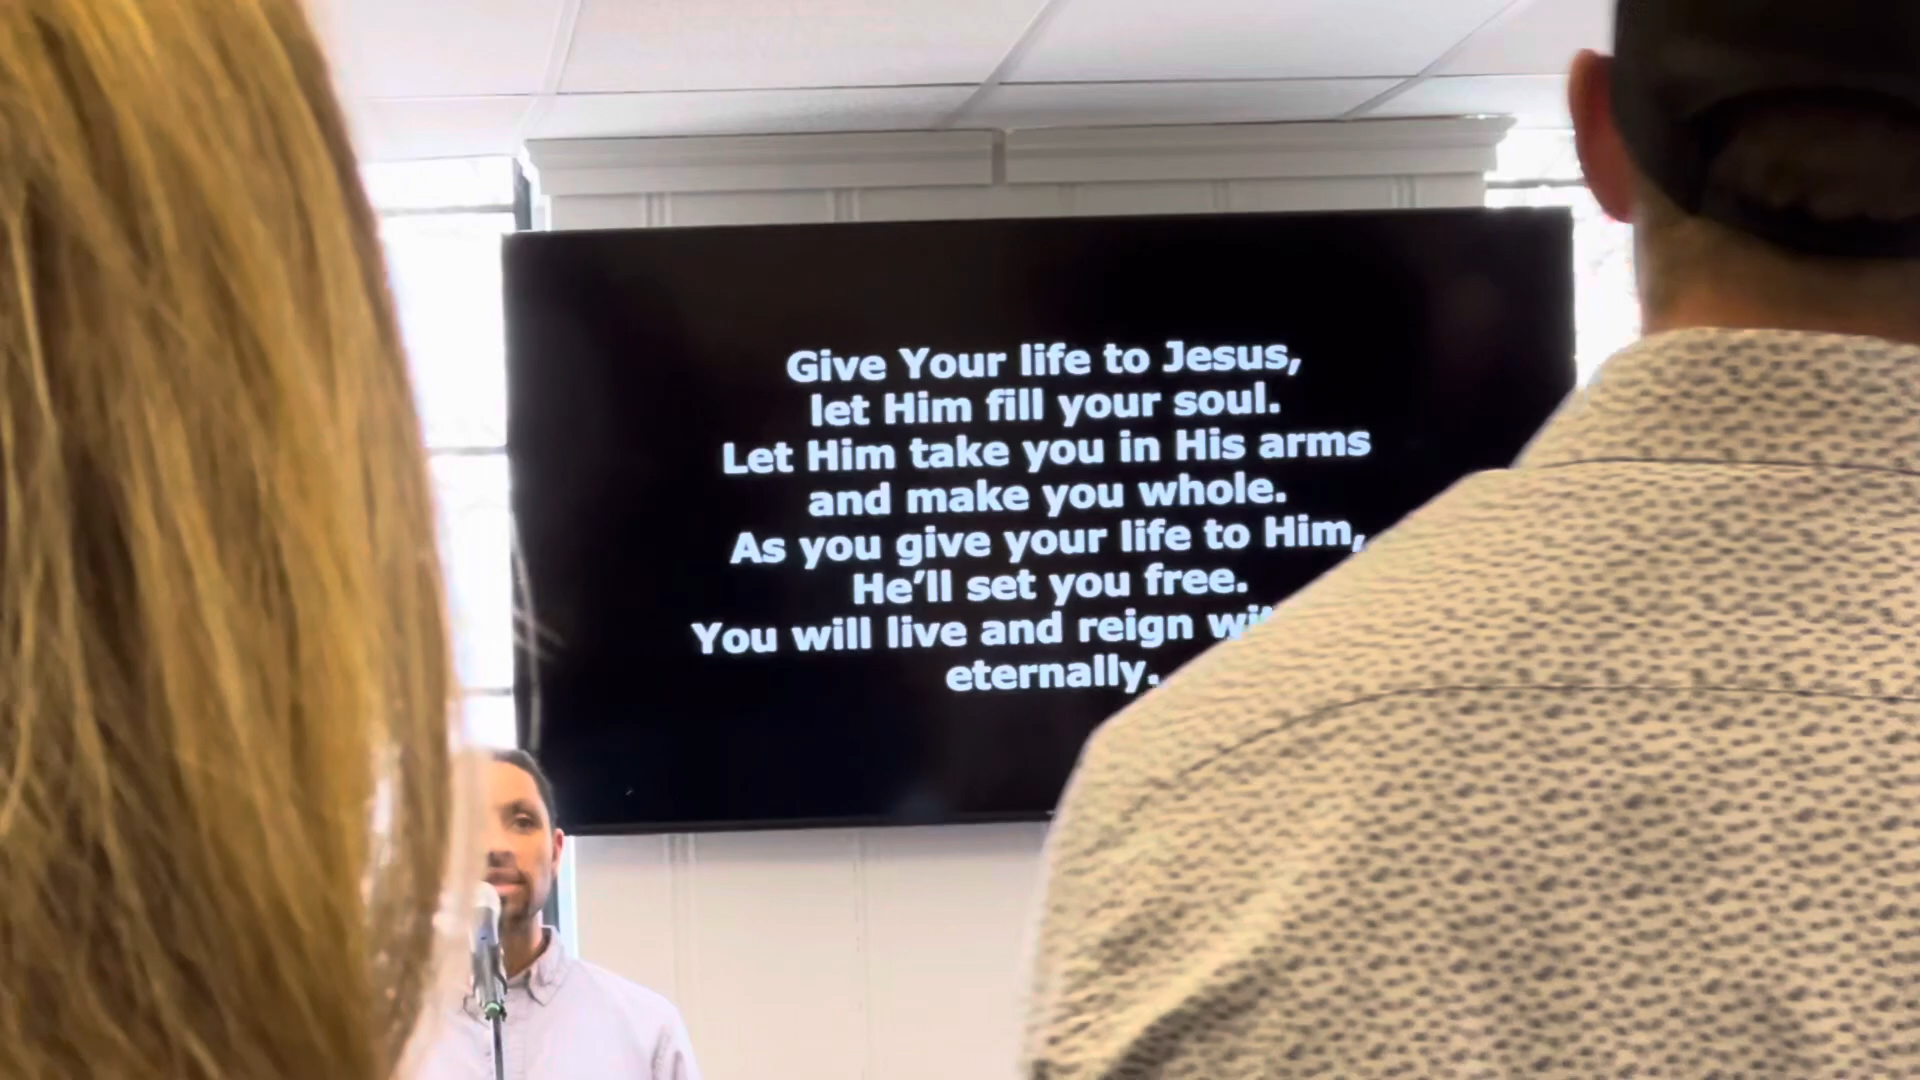 Give Your life to Jesus,
let Him fill your soul.
Let Him take you in His arms
and make you whole.
As you give your life to Him,
He'll set you free.
You will live and reign
eternally.